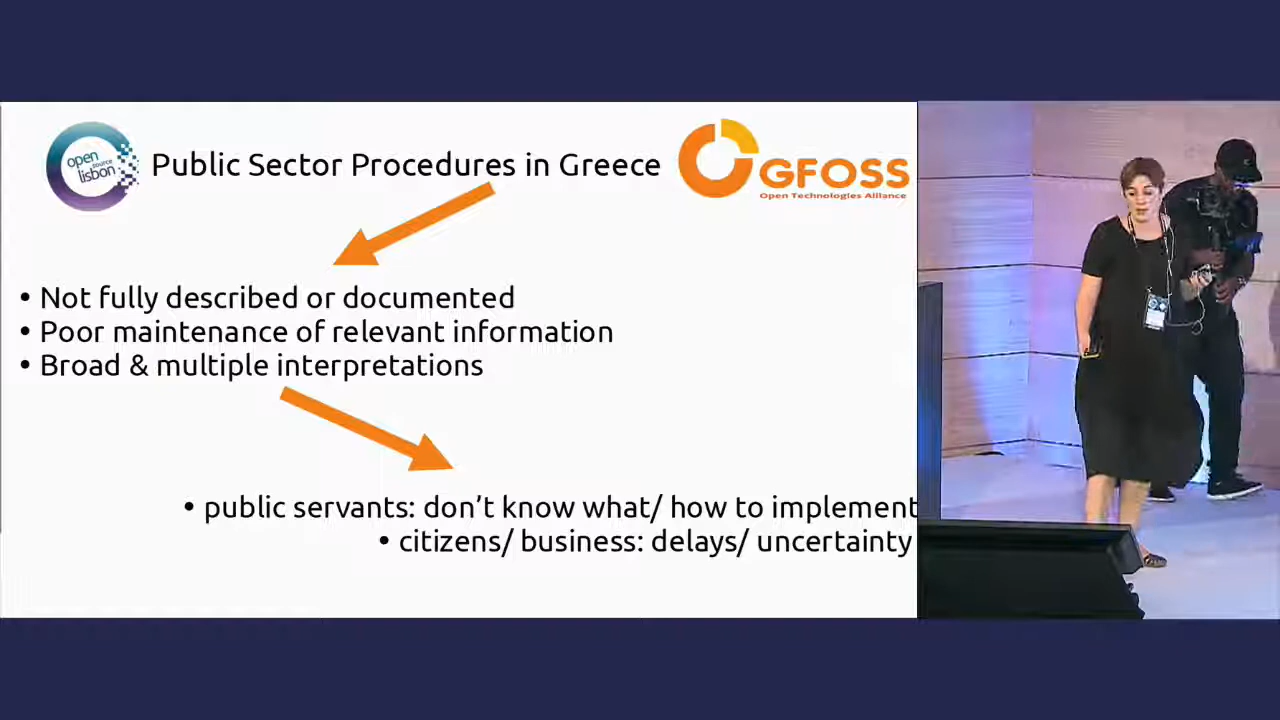 open
source
lisbon
Public Sector Procedures in Greece
GFOSS
Open Technologies Alliance
• Not fully described or documented
• Poor maintenance of relevant information
• Broad & multiple interpretations
• public servants: don’t know what/ how to implement
• citizens/ business: delays/ uncertainty